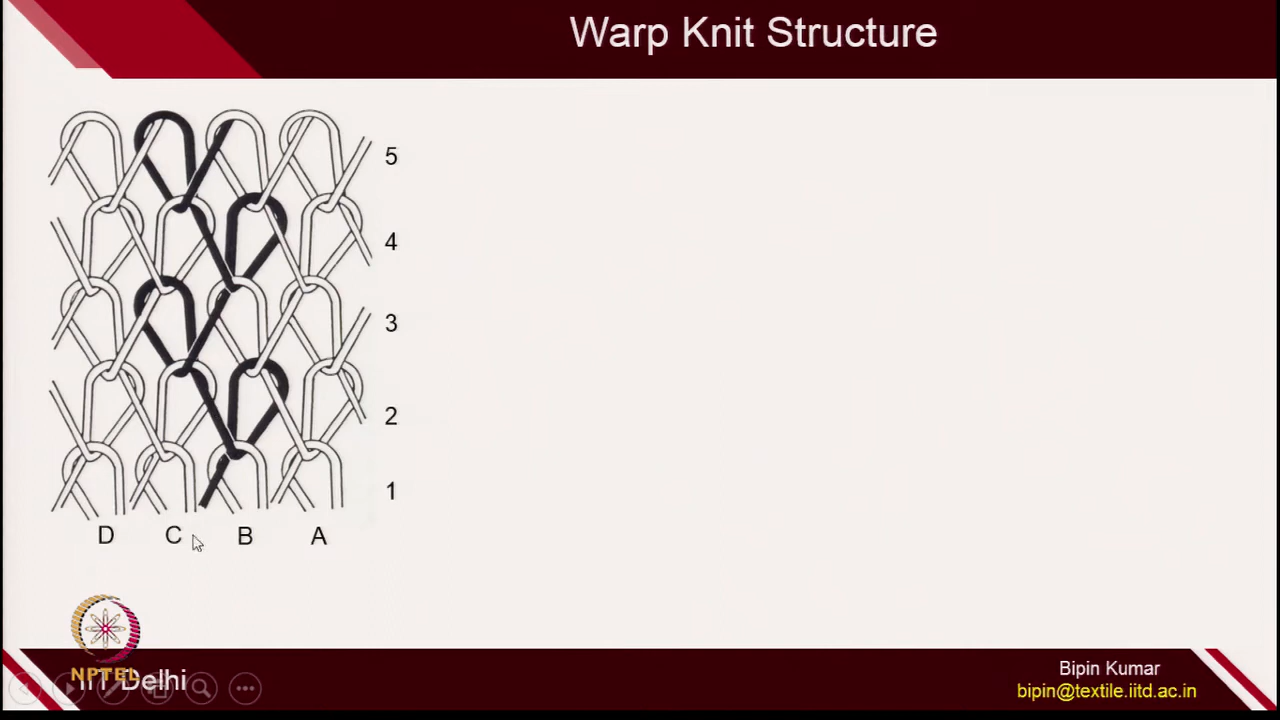 Warp Knit Structure
5
4
3
2
1
D C B A
NPTEL
IIT Delhi
Bipin Kumar
bipin@textile.iitd.ac.in